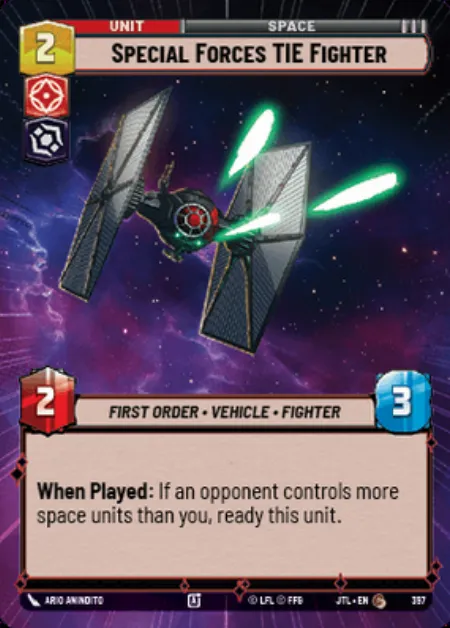 UNIT
SPACE
2
SPECIAL FORCES TIE FIGHTER
2
FIRST ORDER • VEHICLE • FIGHTER
3
When Played: If an opponent controls more
space units than you, ready this unit.
ARIO ANINDITO
© LFL © FFG
JTL • EN
397